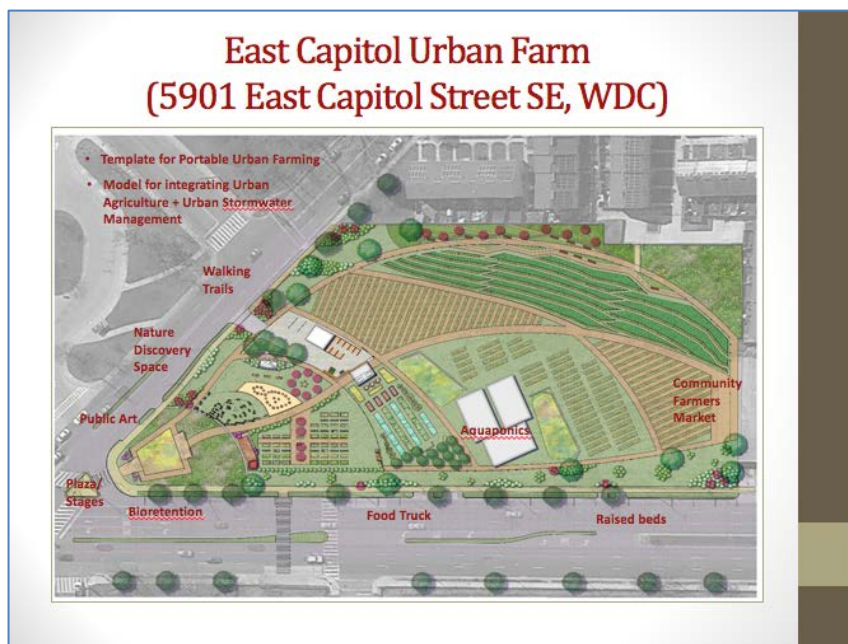 East Capitol Urban Farm
(5901 East Capitol Street SE, WDC)
• Template for Portable Urban Farming
• Model for integrating Urban
Agriculture + Urban Stormwater
Management
Walking
Trails
Nature
Discovery
Space
Public Art
Plaza/
Stages
Bioretention
Food Truck
Aquaponics
Raised beds
Community
Farmers
Market